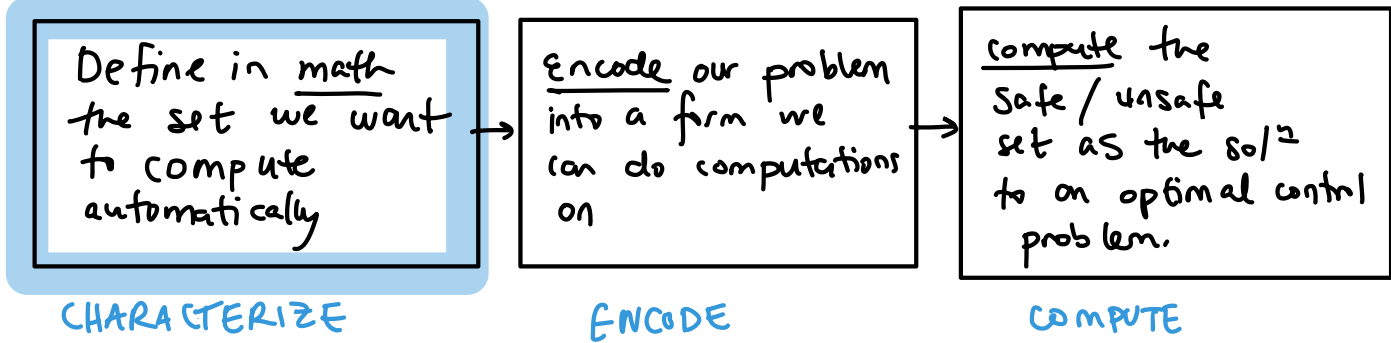 Define in math
the set we want
to compute
automatically
Encode our problem
into a form we
can do computations
on
compute the
safe / unsafe
set as the solⁿ
to an optimal control
problem.
CHARACTERIZE
ENCODE
COMPUTE